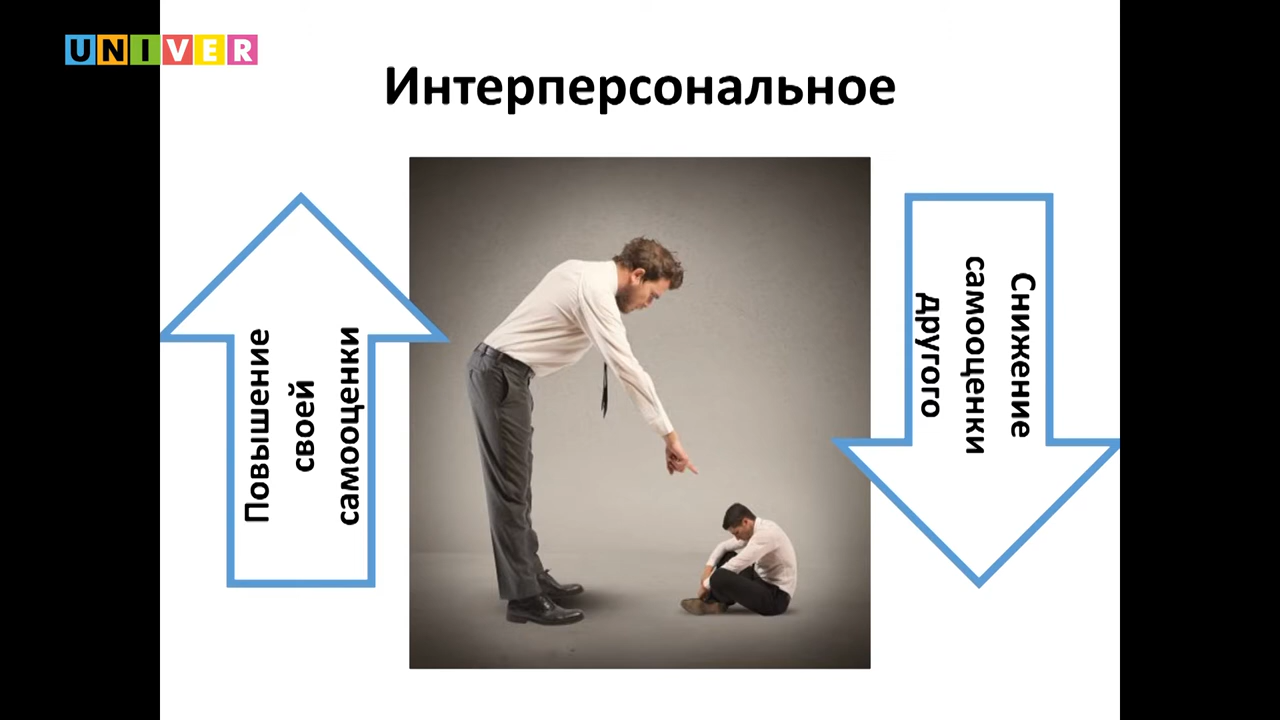 UNIVER
Интерперсональное
Повышение
своей
самооценки
Снижение
самооценки
другого